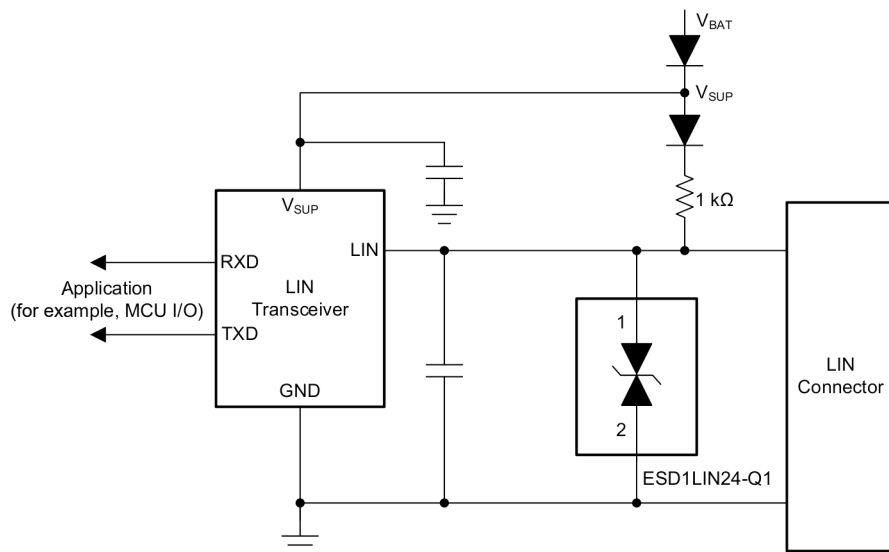 VBAT
VSUP
VSUP
1 kΩ
LIN
RXD
LIN
Transceiver
Application
(for example, MCU I/O)
TXD
GND
1
2
ESD1LIN24-Q1
LIN
Connector